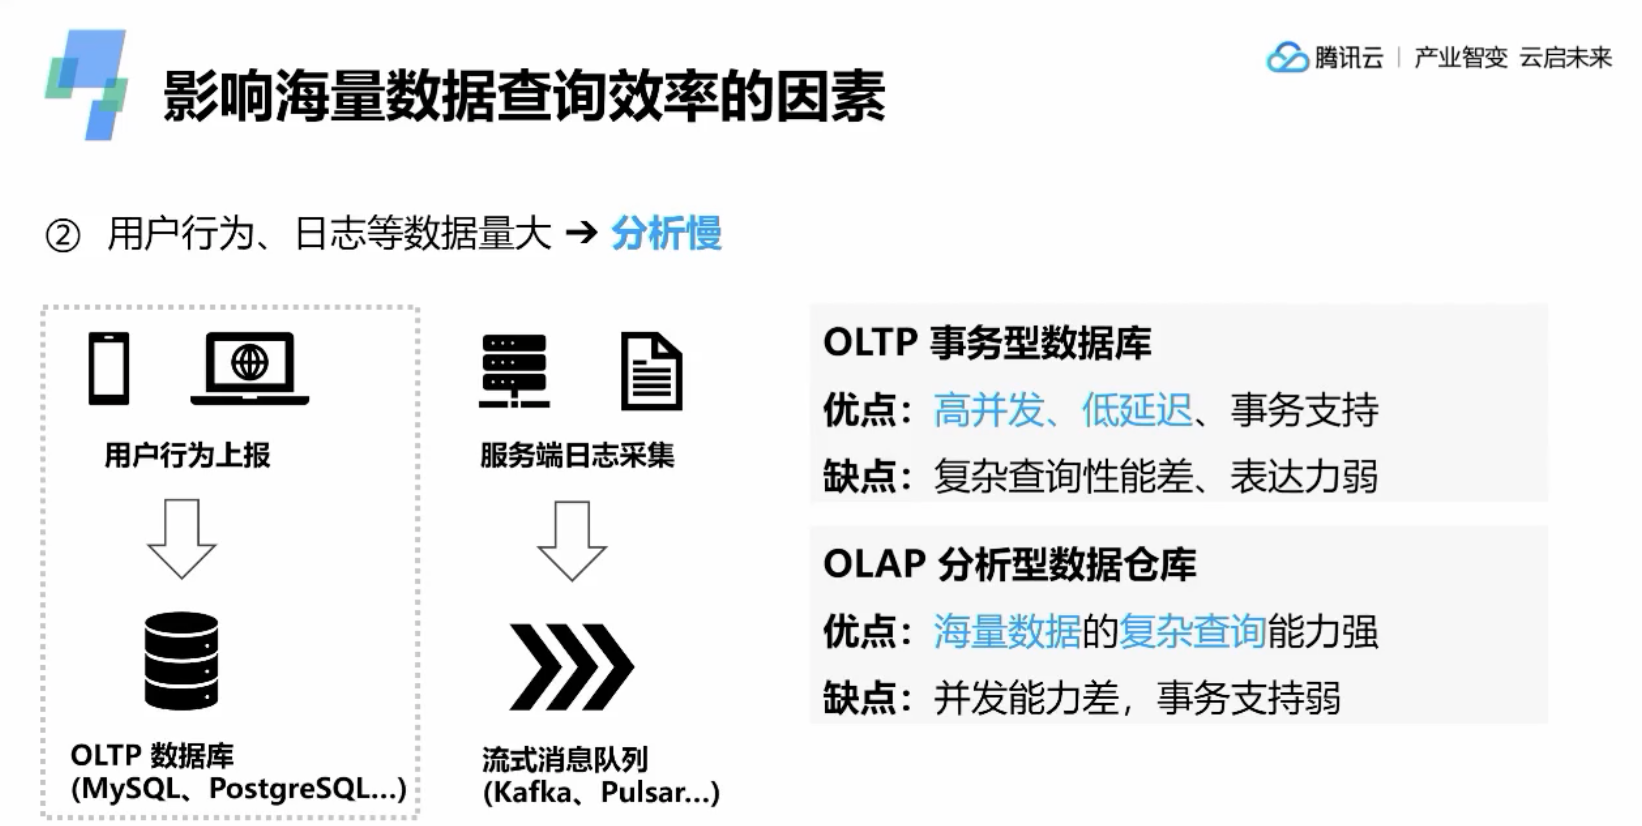 影响海量数据查询效率的因素
腾讯云 | 产业智变 云启未来
② 用户行为、日志等数据量大 → 分析慢
用户行为上报
OLTP 数据库
(MySQL、PostgreSQL...)
服务端日志采集
流式消息队列
(Kafka、Pulsar...)
OLTP 事务型数据库
优点：高并发、低延迟、事务支持
缺点：复杂查询性能差、表达力弱
OLAP 分析型数据仓库
优点：海量数据的复杂查询能力强
缺点：并发能力差，事务支持弱